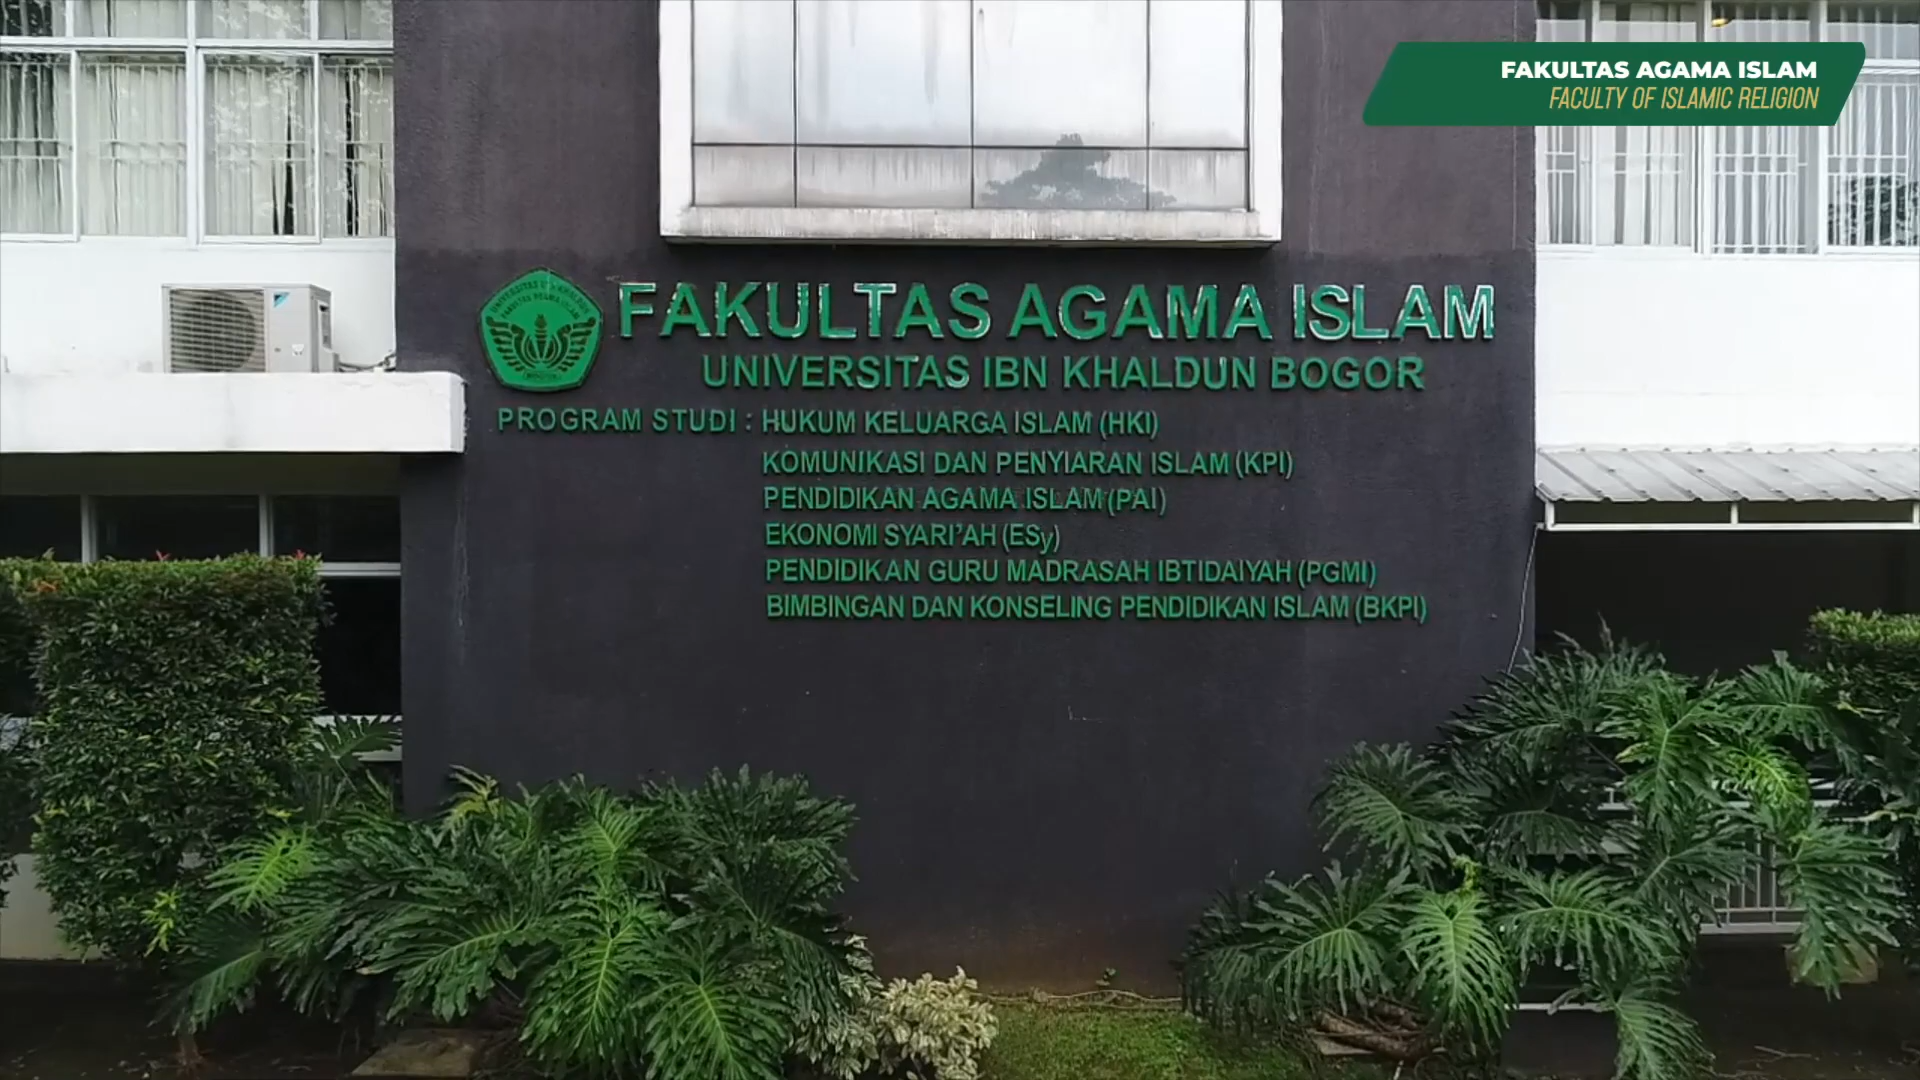 FAKULTAS AGAMA ISLAM
FACULTY OF ISLAMIC RELIGION
FAKULTAS AGAMA ISLAM
UNIVERSITAS IBN KHALDUN BOGOR
PROGRAM STUDI : HUKUM KELUARGA ISLAM (HKI)
KOMUNIKASI DAN PENYIARAN ISLAM (KPI)
PENDIDIKAN AGAMA ISLAM (PAI)
EKONOMI SYARI'AH (ESy)
PENDIDIKAN GURU MADRASAH IBTIDAIYAH (PGMI)
BIMBINGAN DAN KONSELING PENDIDIKAN ISLAM (BKPI)